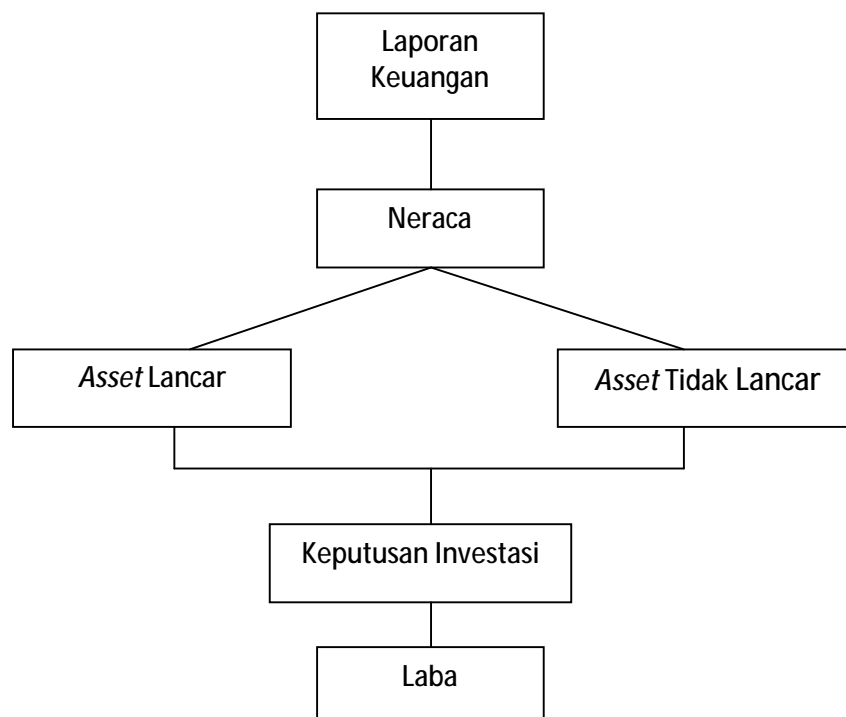 Laporan
Keuangan
Neraca
Asset Lancar
Asset Tidak Lancar
Keputusan Investasi
Laba